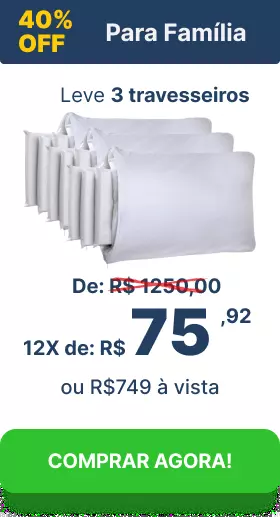 40%
OFF
Para Família
Leve 3 travesseiros
De: R$ 1250,00
12X de: R$ 75,92
ou R$749 à vista
COMPRAR AGORA!